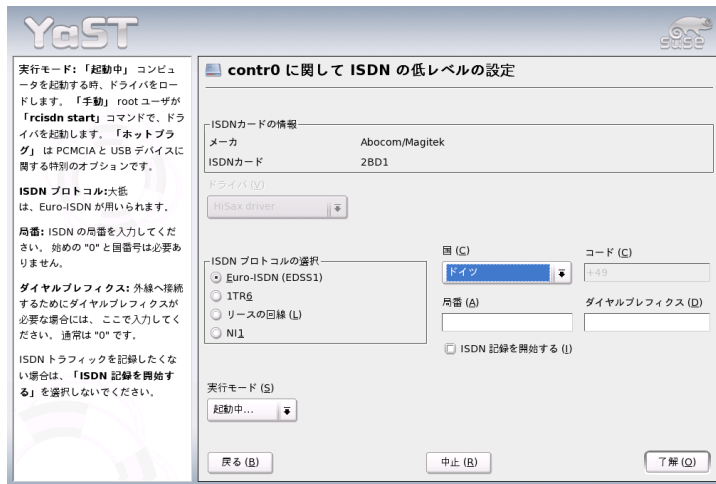 YaST
suse
実行モード: 「起動中」 コンピュ
ータを起動する時、ドライバをロー
ドします。 「手動」 root ユーザが
「rcisdn start」コマンドで、ドラ
イバを起動します。 「ホットプラ
グ」 は PCMCIA と USB デバイスに
関する特別のオプションです。
ISDN プロトコル:大抵
は、Euro-ISDN が用いられます。
局番: ISDN の局番を入力してくだ
さい。 始めの "0" と国番号は必要あ
りません。
ダイヤルプレフィクス: 外線へ接続
するためにダイヤルプレフィクスが
必要な場合には、 ここで入力してく
ださい。 通常は "0" です。
ISDN トラフィックを記録したくな
い場合は、「ISDN 記録を開始す
る」を選択しないでください。
contr0 に関して ISDN の低レベルの設定
ISDNカードの情報
メーカ Abocom/Magitek
ISDNカード 2BD1
ドライバ (V)
HiSax driver
ISDN プロトコルの選択
Euro-ISDN (EDSS1)
1TR6
リースの回線 (L)
NI1
国 (C)
ドイツ
コード (C)
+49
局番 (A)
ダイヤルプレフィクス (D)
ISDN 記録を開始する (I)
実行モード (S)
起動中...
戻る (B)
中止 (R)
了解 (O)